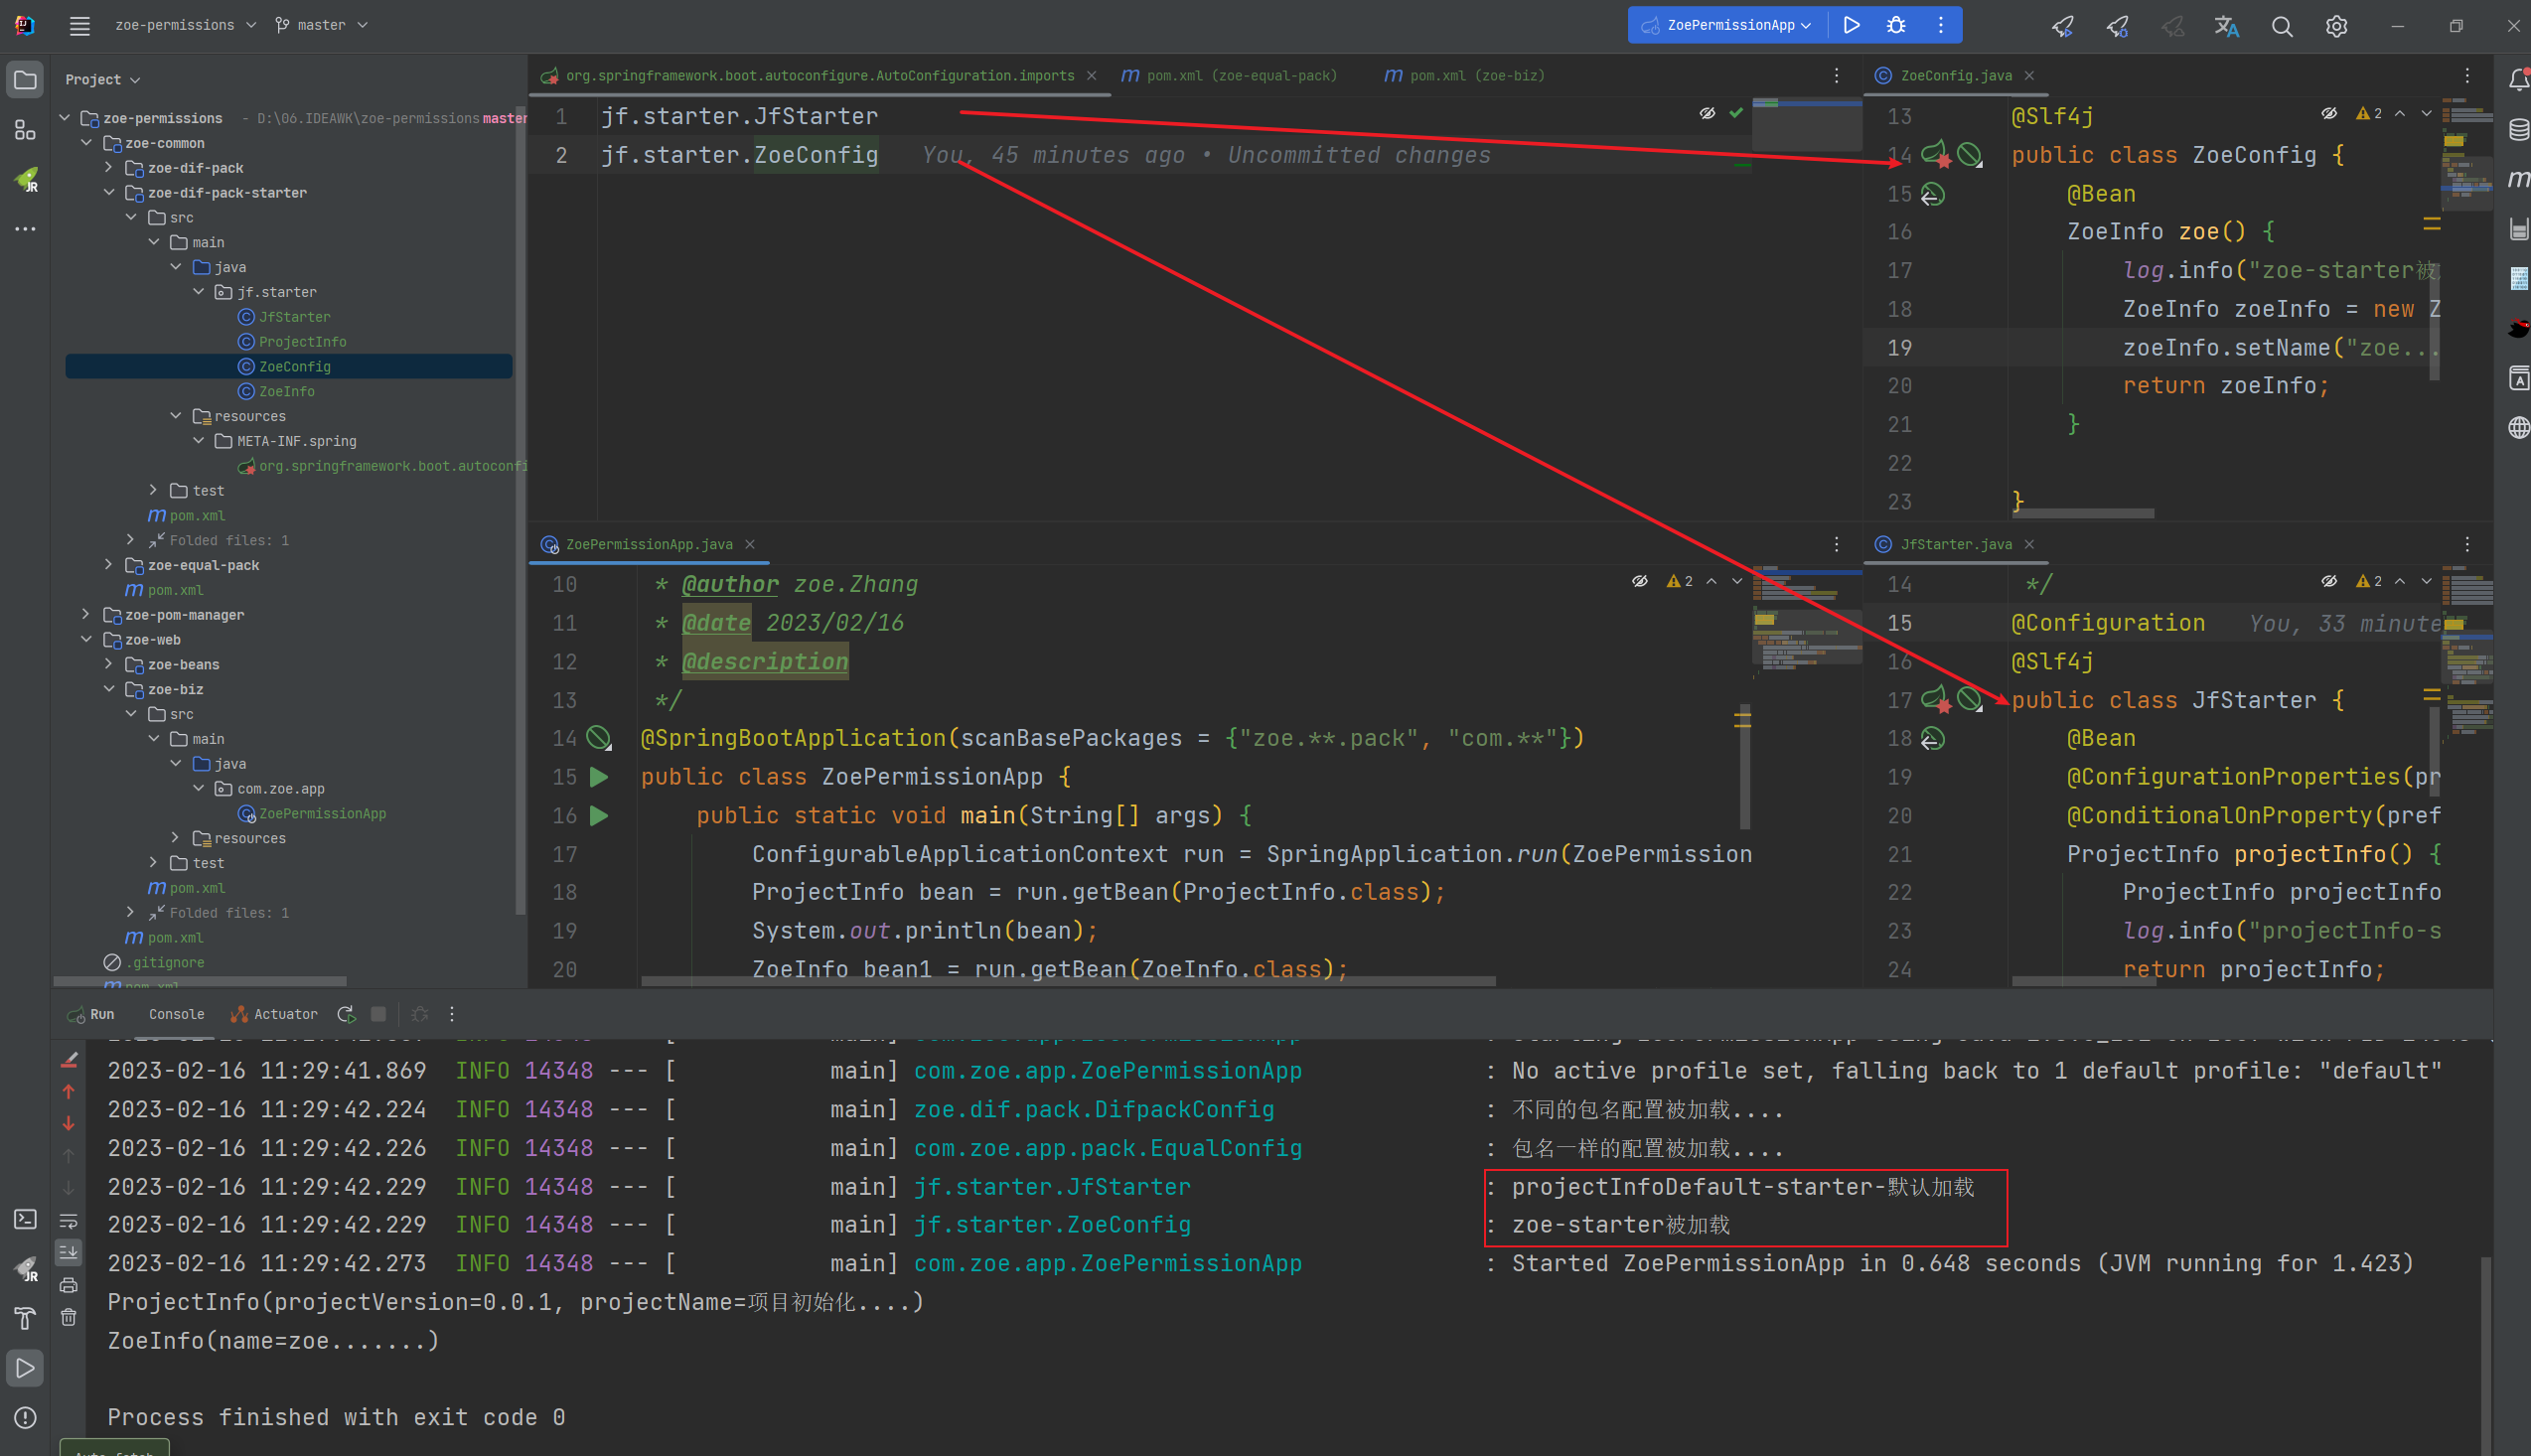 zoe-permissions
master
ZoePermissionApp
Project
zoe-permissions - D:\06.IDEAWK\zoe-permissions master
zoe-common
zoe-dif-pack
zoe-dif-pack-starter
src
main
java
jf.starter
JfStarter
ProjectInfo
ZoeConfig
ZoeInfo
resources
META-INF.spring
org.springframework.boot.autoconfi
test
pom.xml
Folded files: 1
zoe-equal-pack
pom.xml
zoe-pom-manager
zoe-web
zoe-beans
zoe-biz
src
main
java
com.zoe.app
ZoePermissionApp
resources
test
pom.xml
Folded files: 1
pom.xml
.gitignore
pom.xml
org.springframework.boot.autoconfigure.AutoConfiguration.imports
pom.xml (zoe-equal-pack)
pom.xml (zoe-biz)
1 jf.starter.JfStarter
2 jf.starter.ZoeConfig You, 45 minutes ago • Uncommitted changes
ZoeConfig.java
2
13 @Slf4j
14 public class ZoeConfig {
15 @Bean
16 ZoeInfo zoe() {
17 log.info("zoe-starter被
18 ZoeInfo zoeInfo = new Z
19 zoeInfo.setName("zoe...
20 return zoeInfo;
21 }
22
23 }
ZoePermissionApp.java
2
10 * @author zoe.Zhang
11 * @date 2023/02/16
12 * @description
13 */
14 @SpringBootApplication(scanBasePackages = {"zoe.**.pack", "com.**"})
15 public class ZoePermissionApp {
16 public static void main(String[] args) {
17 ConfigurableApplicationContext run = SpringApplication.run(ZoePermission
18 ProjectInfo bean = run.getBean(ProjectInfo.class);
19 System.out.println(bean);
20 ZoeInfo bean1 = run.getBean(ZoeInfo.class);
JfStarter.java
2
14 */
15 @Configuration You, 33 minute
16 @Slf4j
17 public class JfStarter {
18 @Bean
19 @ConfigurationProperties(pr
20 @ConditionalOnProperty(pref
21 ProjectInfo projectInfo() {
22 ProjectInfo projectInfo
23 log.info("projectInfo-s
24 return projectInfo;
Run
Console
Actuator
2023-02-16 11:29:41.869 INFO 14348 --- [ main] com.zoe.app.ZoePermissionApp : No active profile set, falling back to 1 default profile: "default"
2023-02-16 11:29:42.224 INFO 14348 --- [ main] zoe.dif.pack.DifpackConfig : 不同的包名配置被加载....
2023-02-16 11:29:42.226 INFO 14348 --- [ main] com.zoe.app.pack.EqualConfig : 包名一样的配置被加载....
2023-02-16 11:29:42.229 INFO 14348 --- [ main] jf.starter.JfStarter : projectInfoDefault-starter-默认加载
2023-02-16 11:29:42.229 INFO 14348 --- [ main] jf.starter.ZoeConfig : zoe-starter被加载
2023-02-16 11:29:42.273 INFO 14348 --- [ main] com.zoe.app.ZoePermissionApp : Started ZoePermissionApp in 0.648 seconds (JVM running for 1.423)
ProjectInfo(projectVersion=0.0.1, projectName=项目初始化....)
ZoeInfo(name=zoe.......)
Process finished with exit code 0